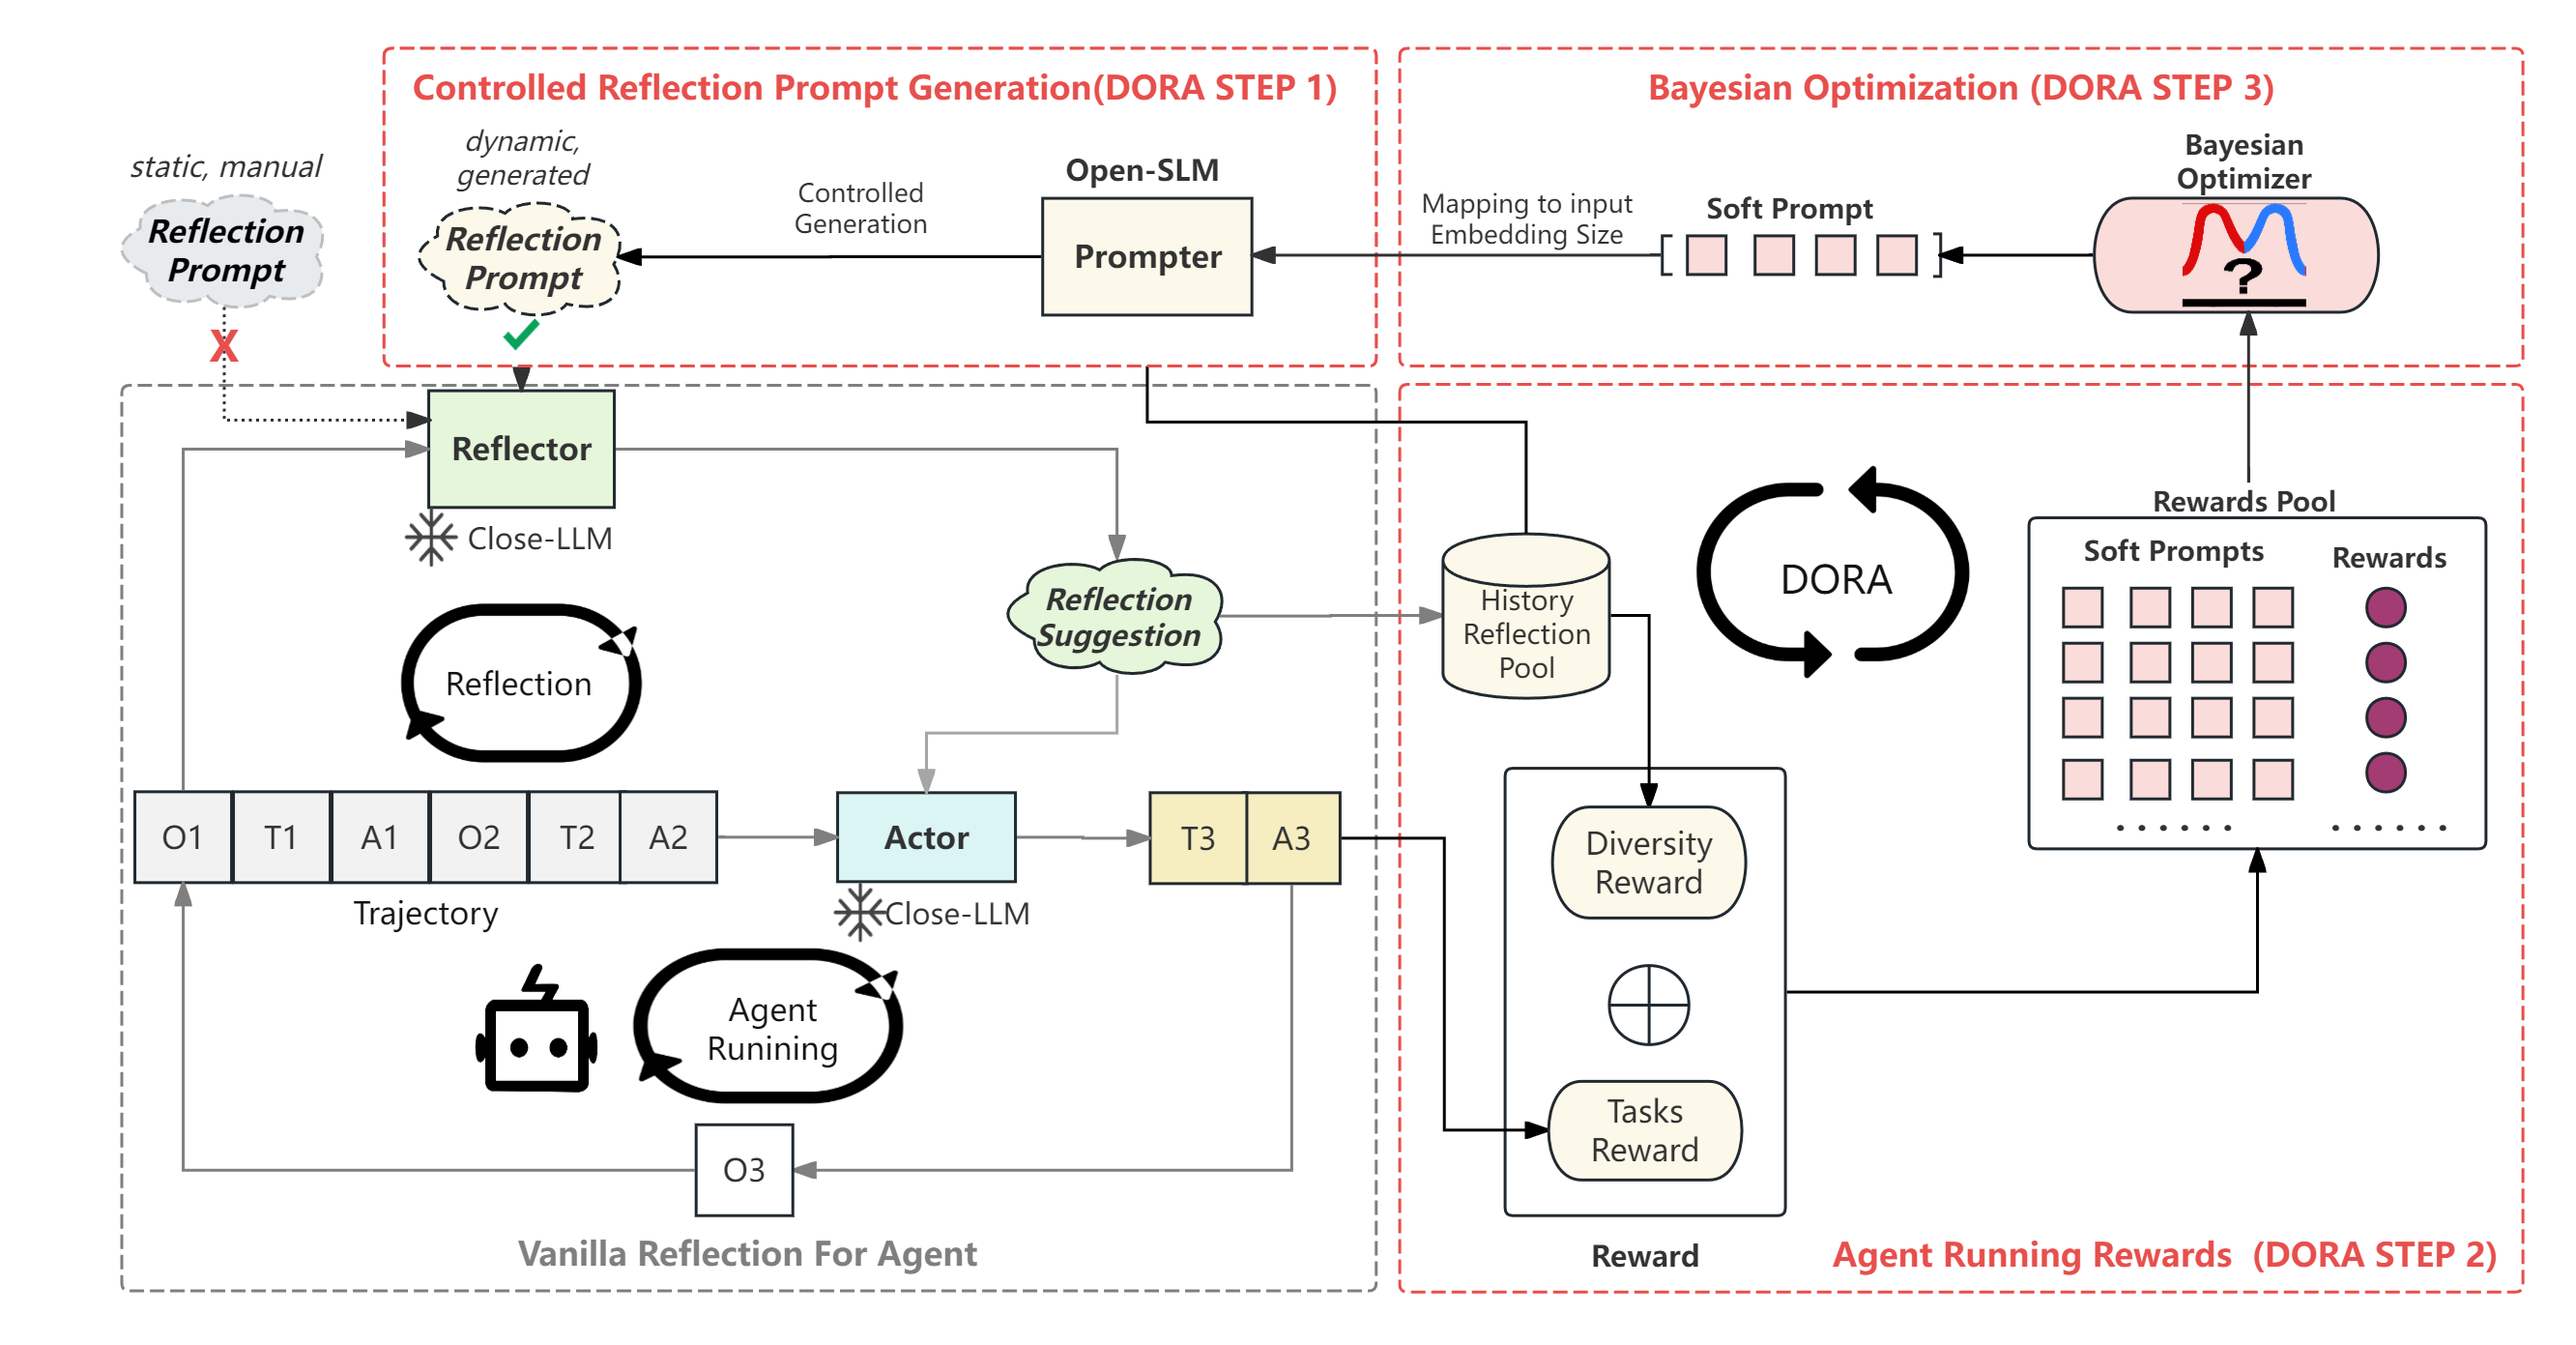 Controlled Reflection Prompt Generation(DORA STEP 1)
static, manual
Reflection
Prompt
X
dynamic,
generated
Reflection
Prompt
Controlled
Generation
Open-SLM
Prompter
Bayesian Optimization (DORA STEP 3)
Mapping to input
Embedding Size
Soft Prompt
Bayesian
Optimizer
?
Reflector
Close-LLM
Reflection
Reflection
Suggestion
O1
T1
A1
O2
T2
A2
Trajectory
Actor
Close-LLM
T3
A3
Agent
Runining
O3
Vanilla Reflection For Agent
History
Reflection
Pool
DORA
Rewards Pool
Soft Prompts
Rewards
. . . . . .
. . . . . .
Diversity
Reward
Tasks
Reward
Reward
Agent Running Rewards (DORA STEP 2)